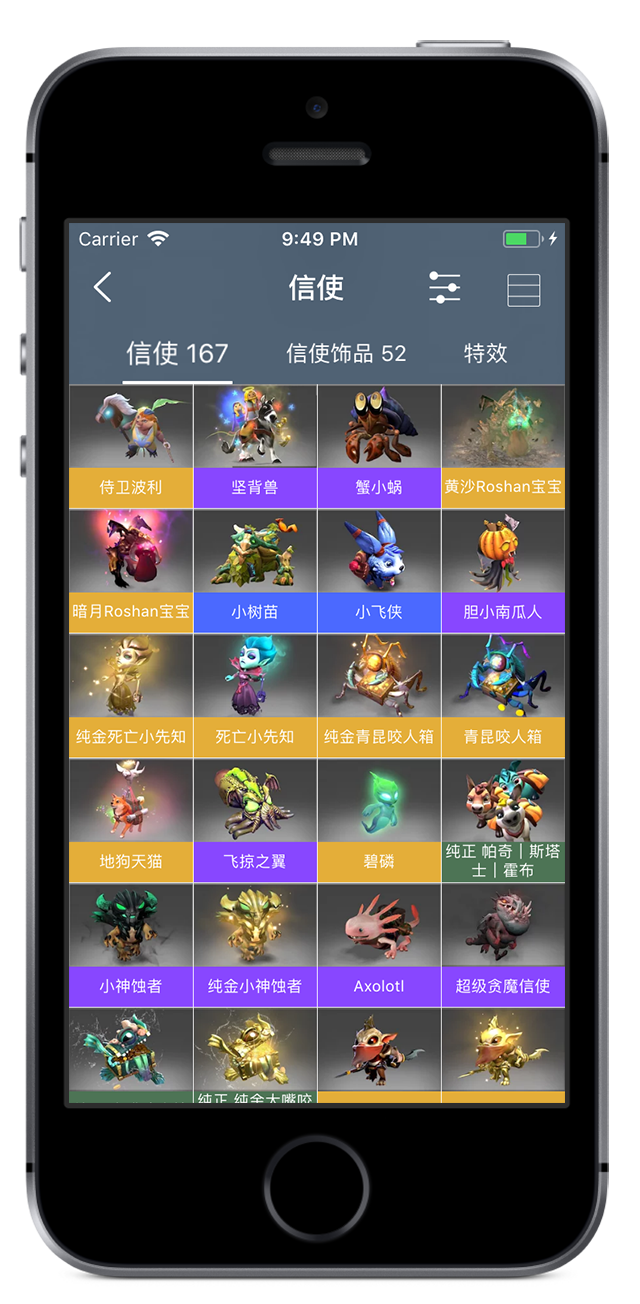 Carrier 9:49 PM
信使
信使 167 信使饰品 52 特效
侍卫波利 坚背兽 蟹小蜗 黄沙Roshan宝宝
暗月Roshan宝宝 小树苗 小飞侠 胆小南瓜人
纯金死亡小先知 死亡小先知 纯金青昆咬人箱 青昆咬人箱
地狗天猫 飞掠之翼 碧磷 纯正 帕奇 | 斯塔
士 | 霍布
小神蚀者 纯金小神蚀者 Axolotl 超级贪魔信使
纯正 纯金大嘴咬